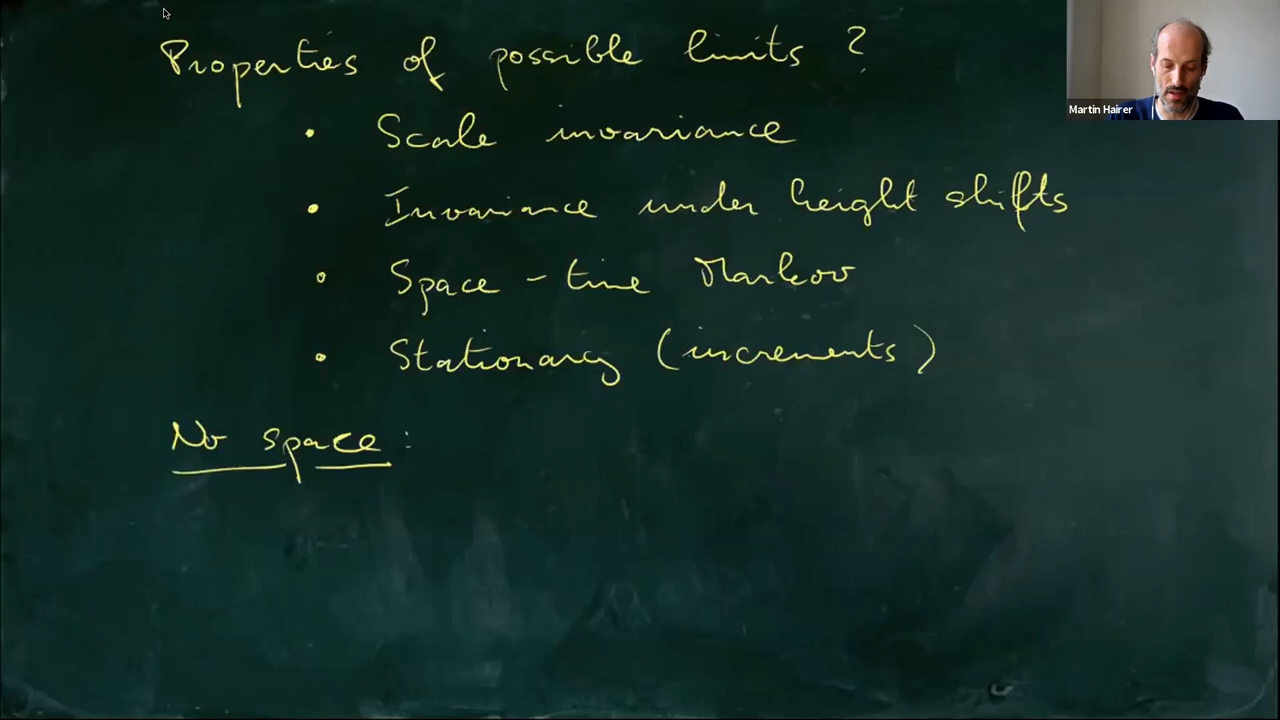 Properties of possible limits ?
Martin Hairer
• Scale invariance
• Invariance under height shifts
• Space - time Markov
• Stationary (increments)
No space :